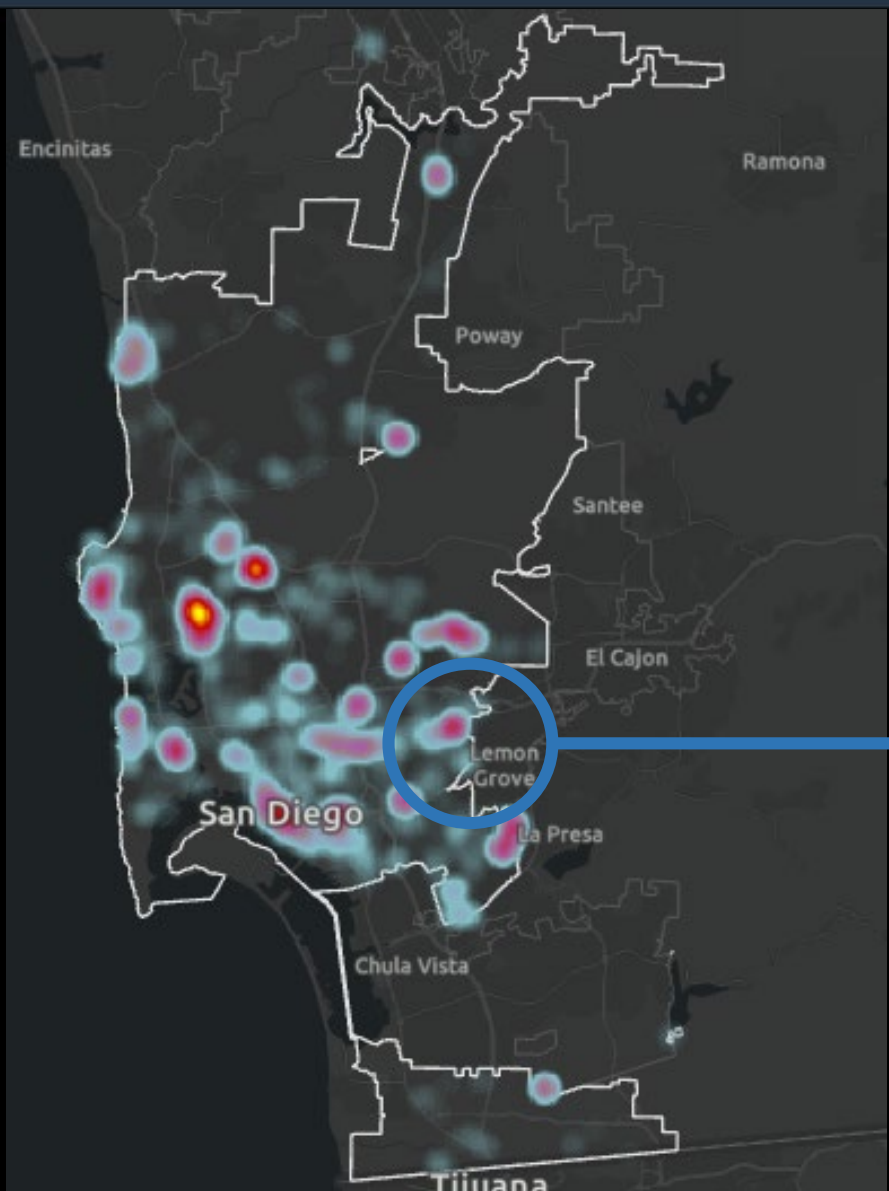 Encinitas
Ramona
Poway
Santee
El Cajon
Lemon
Grove
San Diego
La Presa
Chula Vista
Tijuana